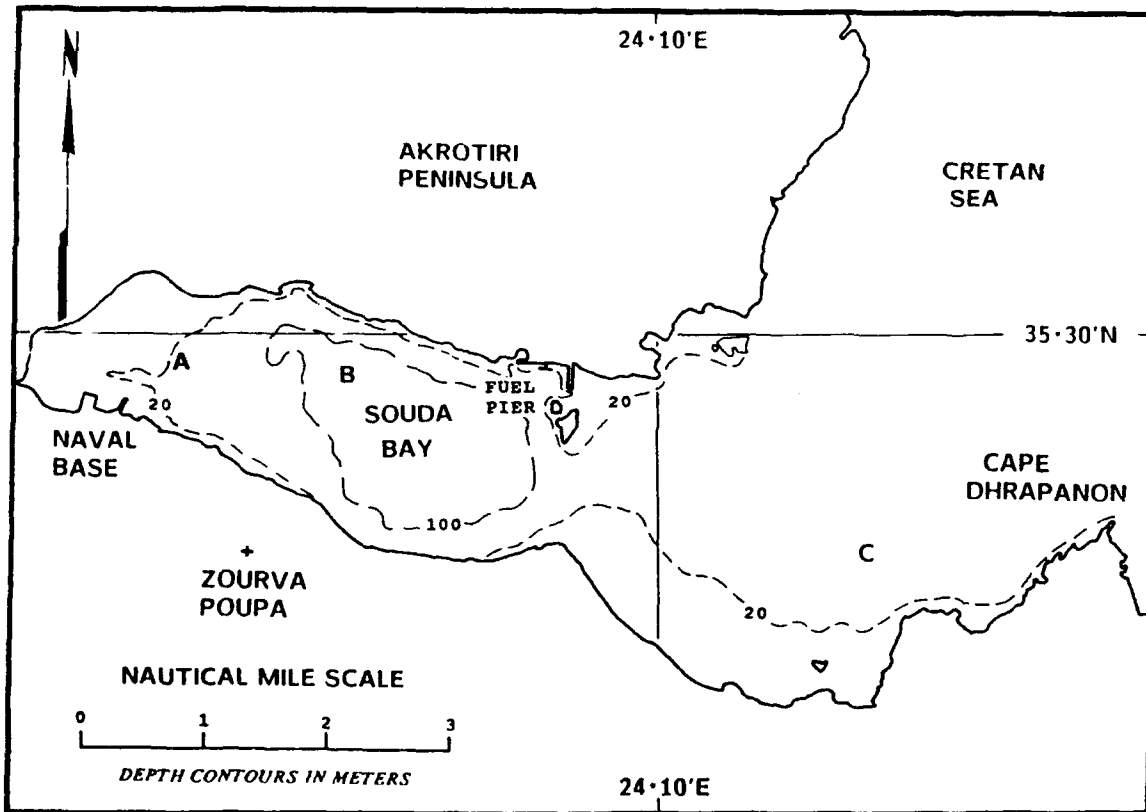 N
24·10'E
AKROTIRI
PENINSULA
CRETAN
SEA
35·30'N
A
B
FUEL
PIER
D
20
SOUDA
BAY
20
NAVAL
BASE
CAPE
DHRAPANON
100
C
ZOURVA
POUPA
20
NAUTICAL MILE SCALE
0 1 2 3
DEPTH CONTOURS IN METERS
24·10'E